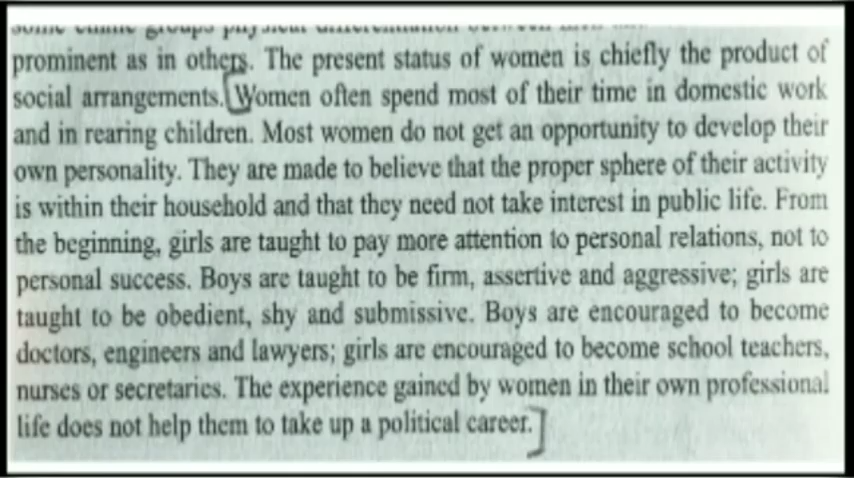 some ethnic groups physical differentiation between
prominent as in others. The present status of women is chiefly the product of
social arrangements. [Women often spend most of their time in domestic work
and in rearing children. Most women do not get an opportunity to develop their
own personality. They are made to believe that the proper sphere of their activity
is within their household and that they need not take interest in public life. From
the beginning, girls are taught to pay more attention to personal relations, not to
personal success. Boys are taught to be firm, assertive and aggressive; girls are
taught to be obedient, shy and submissive. Boys are encouraged to become
doctors, engineers and lawyers; girls are encouraged to become school teachers,
nurses or secretaries. The experience gained by women in their own professional
life does not help them to take up a political career.]